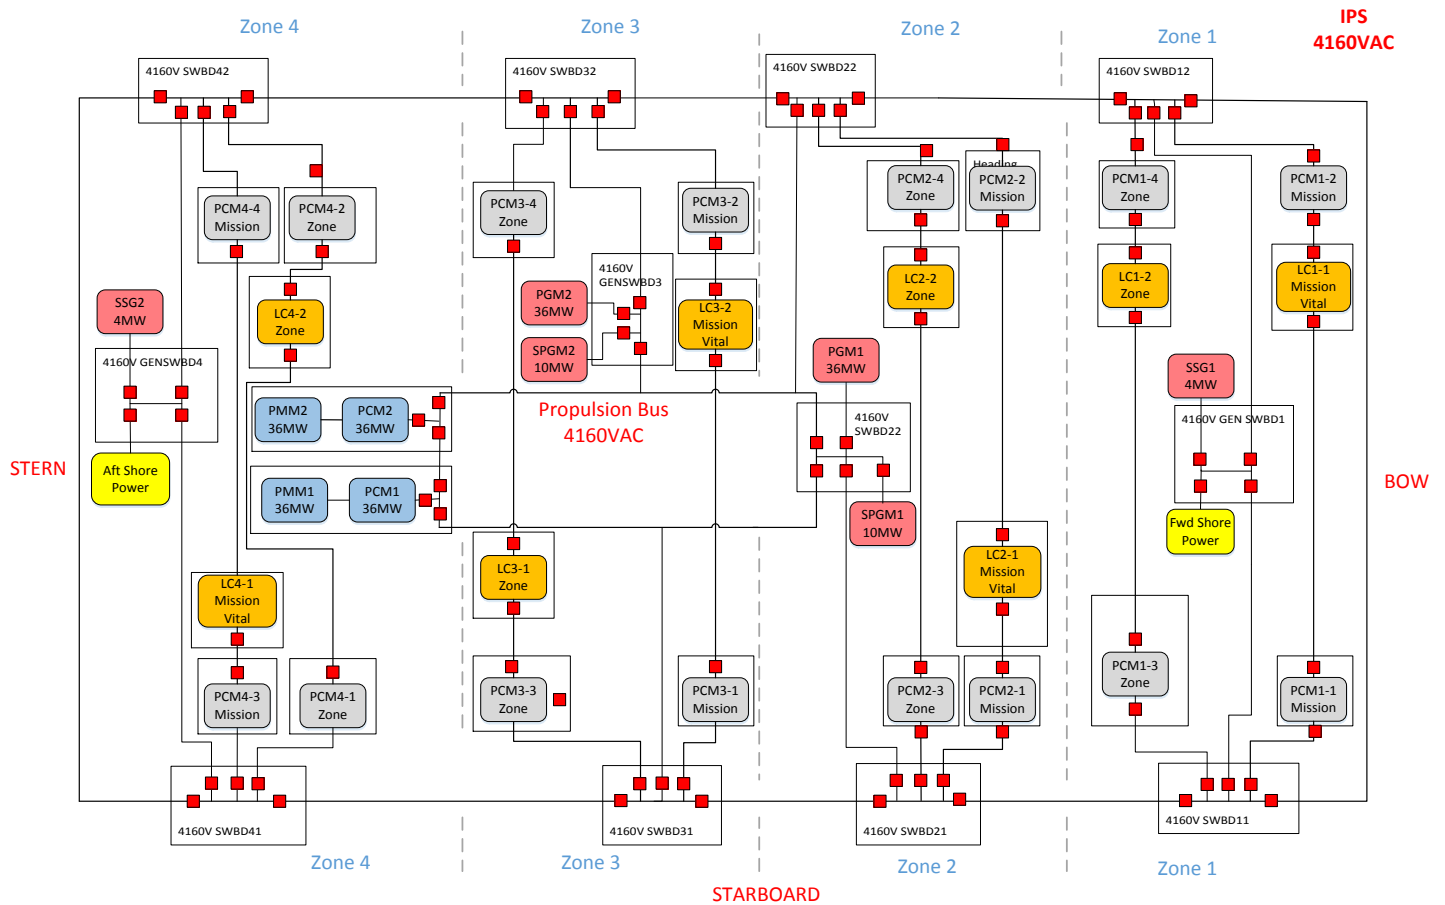 Zone 4
Zone 3
Zone 2
Zone 1
IPS
4160VAC
4160V SWBD42
4160V SWBD32
4160V SWBD22
4160V SWBD12
PCM4-4
Mission
PCM4-2
Zone
PCM3-4
Zone
PCM3-2
Mission
PCM2-4
Zone
Heading
PCM2-2
Mission
PCM1-4
Zone
PCM1-2
Mission
SSG2
4MW
LC4-2
Zone
PGM2
36MW
4160V
GENSWBD3
LC3-2
Mission
Vital
LC2-2
Zone
LC1-2
Zone
LC1-1
Mission
Vital
4160V GENSWBD4
SPGM2
10MW
PGM1
36MW
SSG1
4MW
PMM2
36MW
PCM2
36MW
Propulsion Bus
4160VAC
4160V
SWBD22
4160V GEN SWBD1
STERN
Aft Shore
Power
PMM1
36MW
PCM1
36MW
SPGM1
10MW
Fwd Shore
Power
BOW
LC4-1
Mission
Vital
LC3-1
Zone
LC2-1
Mission
Vital
PCM4-3
Mission
PCM4-1
Zone
PCM3-3
Zone
PCM3-1
Mission
PCM2-3
Zone
PCM2-1
Mission
PCM1-3
Zone
PCM1-1
Mission
4160V SWBD41
4160V SWBD31
4160V SWBD21
4160V SWBD11
Zone 4
Zone 3
Zone 2
Zone 1
STARBOARD